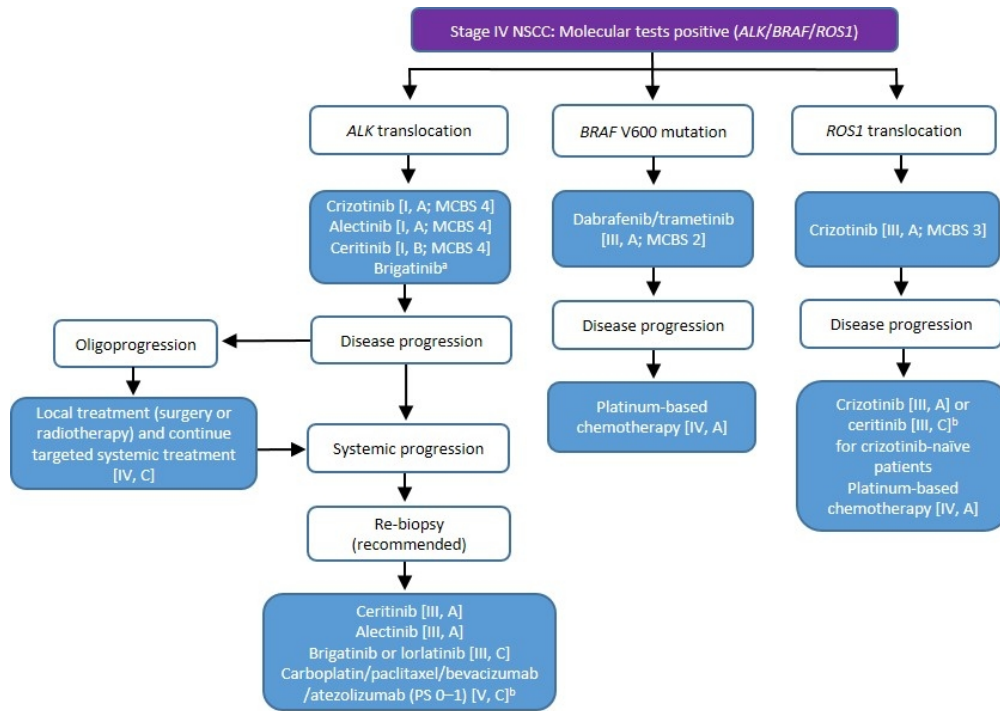 Stage IV NSCC: Molecular tests positive (ALK/BRAF/ROS1)
ALK translocation
BRAF V600 mutation
ROS1 translocation
Crizotinib [I, A; MCBS 4]
Alectinib [I, A; MCBS 4]
Ceritinib [I, B; MCBS 4]
Brigatinibᵃ
Dabrafenib/trametinib
[III, A; MCBS 2]
Crizotinib [III, A; MCBS 3]
Oligoprogression
Disease progression
Disease progression
Disease progression
Local treatment (surgery or
radiotherapy) and continue
targeted systemic treatment
[IV, C]
Systemic progression
Platinum-based
chemotherapy [IV, A]
Crizotinib [III, A] or
ceritinib [III, C]ᵇ
for crizotinib-naïve
patients
Platinum-based
chemotherapy [IV, A]
Re-biopsy
(recommended)
Ceritinib [III, A]
Alectinib [III, A]
Brigatinib or lorlatinib [III, C]
Carboplatin/paclitaxel/bevacizumab
/atezolizumab (PS 0–1) [V, C]ᵇ